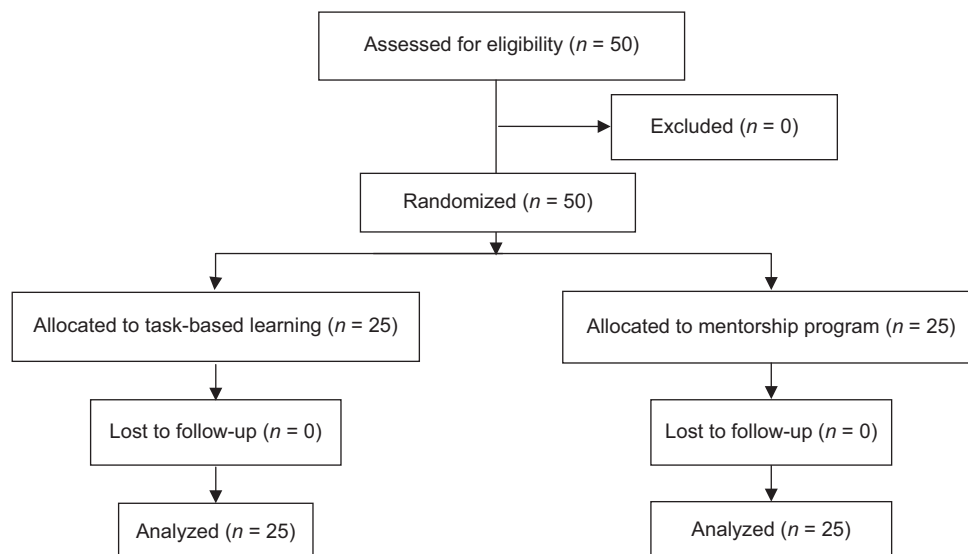 Assessed for eligibility (n = 50)
Excluded (n = 0)
Randomized (n = 50)
Allocated to task-based learning (n = 25)
Allocated to mentorship program (n = 25)
Lost to follow-up (n = 0)
Lost to follow-up (n = 0)
Analyzed (n = 25)
Analyzed (n = 25)